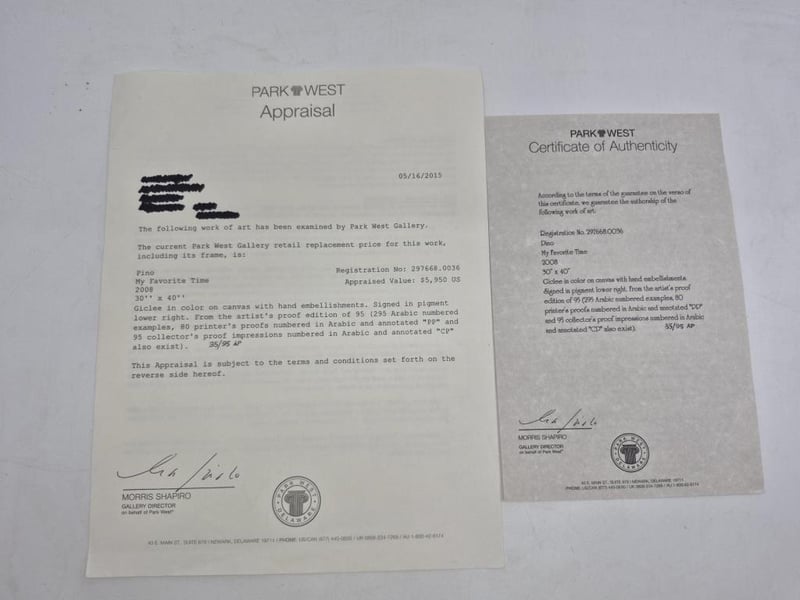 PARK WEST
Appraisal
05/16/2015
The following work of art has been examined by Park West Gallery.
The current Park West Gallery retail replacement price for this work,
including its frame, is:
Pino
Registration No: 297668.0036
My Favorite Time
Appraised Value: $5,950 US
2008
30'' x 40''
Giclee in color on canvas with hand embellishments. Signed in pigment
lower right. From the artist's proof edition of 95 (295 Arabic numbered
examples, 80 printer's proofs numbered in Arabic and annotated "PP" and
95 collector's proof impressions numbered in Arabic and annotated "CP"
also exist). 35/95 AP
This Appraisal is subject to the terms and conditions set forth on the
reverse side hereof.
MORRIS SHAPIRO
GALLERY DIRECTOR
on behalf of Park West®
PARK WEST
DELAWARE
PARK WEST
Certificate of Authenticity
According to the terms of the guarantee on the verso of
this certificate, we guarantee the authorship of the
following work of art:
Registration No. 297668.0036
Pino
My Favorite Time
2008
30" x 40"
Giclee in color on canvas with hand embellishments.
Signed in pigment lower right. From the artist's proof
edition of 95 (295 Arabic numbered examples, 80
printer's proofs numbered in Arabic and annotated "PP"
and 95 collector's proof impressions numbered in Arabic
and annotated "CP" also exist). 35/95 AP
MORRIS SHAPIRO
GALLERY DIRECTOR
on behalf of Park West®
PARK WEST
DELAWARE